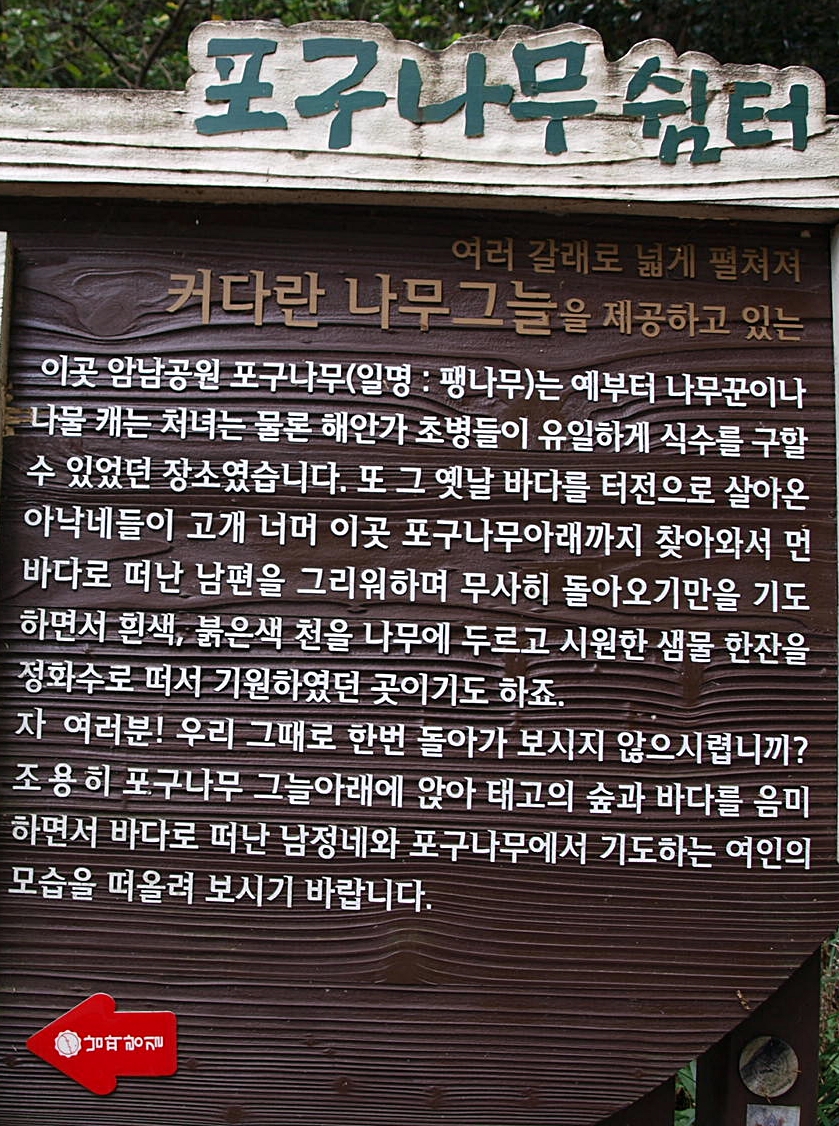 포구나무 쉼터
여러 갈래로 넓게 펼쳐져
커다란 나무그늘을 제공하고 있는
이곳 암남공원 포구나무(일명 : 팽나무)는 예부터 나무꾼이나
나물 캐는 처녀는 물론 해안가 초병들이 유일하게 식수를 구할
수 있었던 장소였습니다. 또 그 옛날 바다를 터전으로 살아온
아낙네들이 고개 너머 이곳 포구나무아래까지 찾아와서 먼
바다로 떠난 남편을 그리워하며 무사히 돌아오기만을 기도
하면서 흰색, 붉은색 천을 나무에 두르고 시원한 샘물 한잔을
정화수로 떠서 기원하였던 곳이기도 하죠.
자 여러분! 우리 그때로 한번 돌아가 보시지 않으시렵니까?
조용히 포구나무 그늘아래에 앉아 태고의 숲과 바다를 음미
하면서 바다로 떠난 남정네와 포구나무에서 기도하는 여인의
모습을 떠올려 보시기 바랍니다.
남파랑길